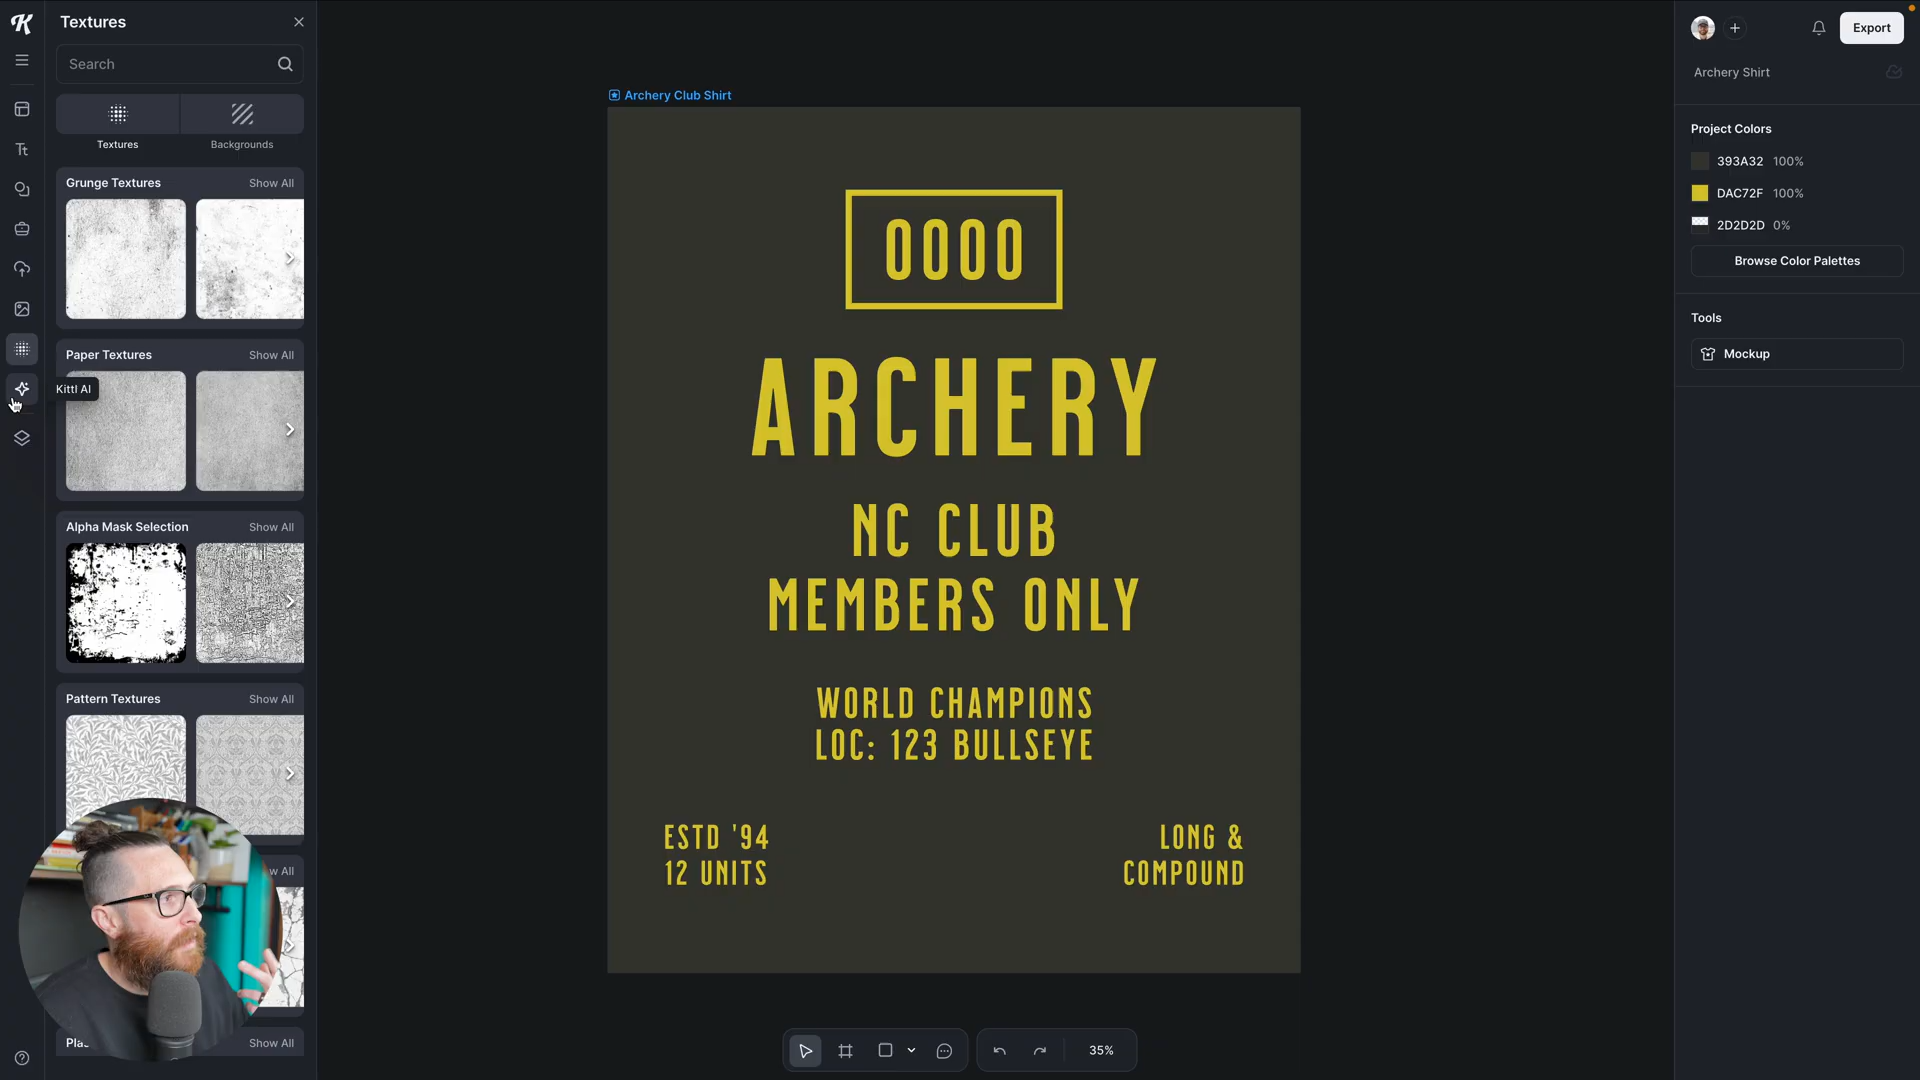 Textures
Search
Textures
Backgrounds
Grunge Textures
Show All
Paper Textures
Show All
Kittl AI
Alpha Mask Selection
Show All
Pattern Textures
Show All
Show All
Archery Club Shirt
0000
ARCHERY
NC CLUB
MEMBERS ONLY
WORLD CHAMPIONS
LOC: 123 BULLSEYE
ESTD '94
12 UNITS
LONG &
COMPOUND
35%
Export
Archery Shirt
Project Colors
393A32 100%
DAC72F 100%
2D2D2D 0%
Browse Color Palettes
Tools
Mockup